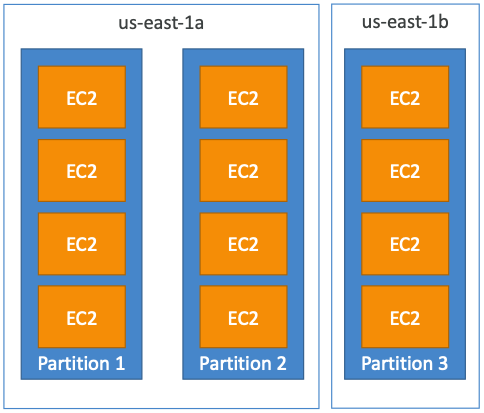 us-east-1a
EC2
EC2
EC2
EC2
Partition 1
EC2
EC2
EC2
EC2
Partition 2
us-east-1b
EC2
EC2
EC2
EC2
Partition 3